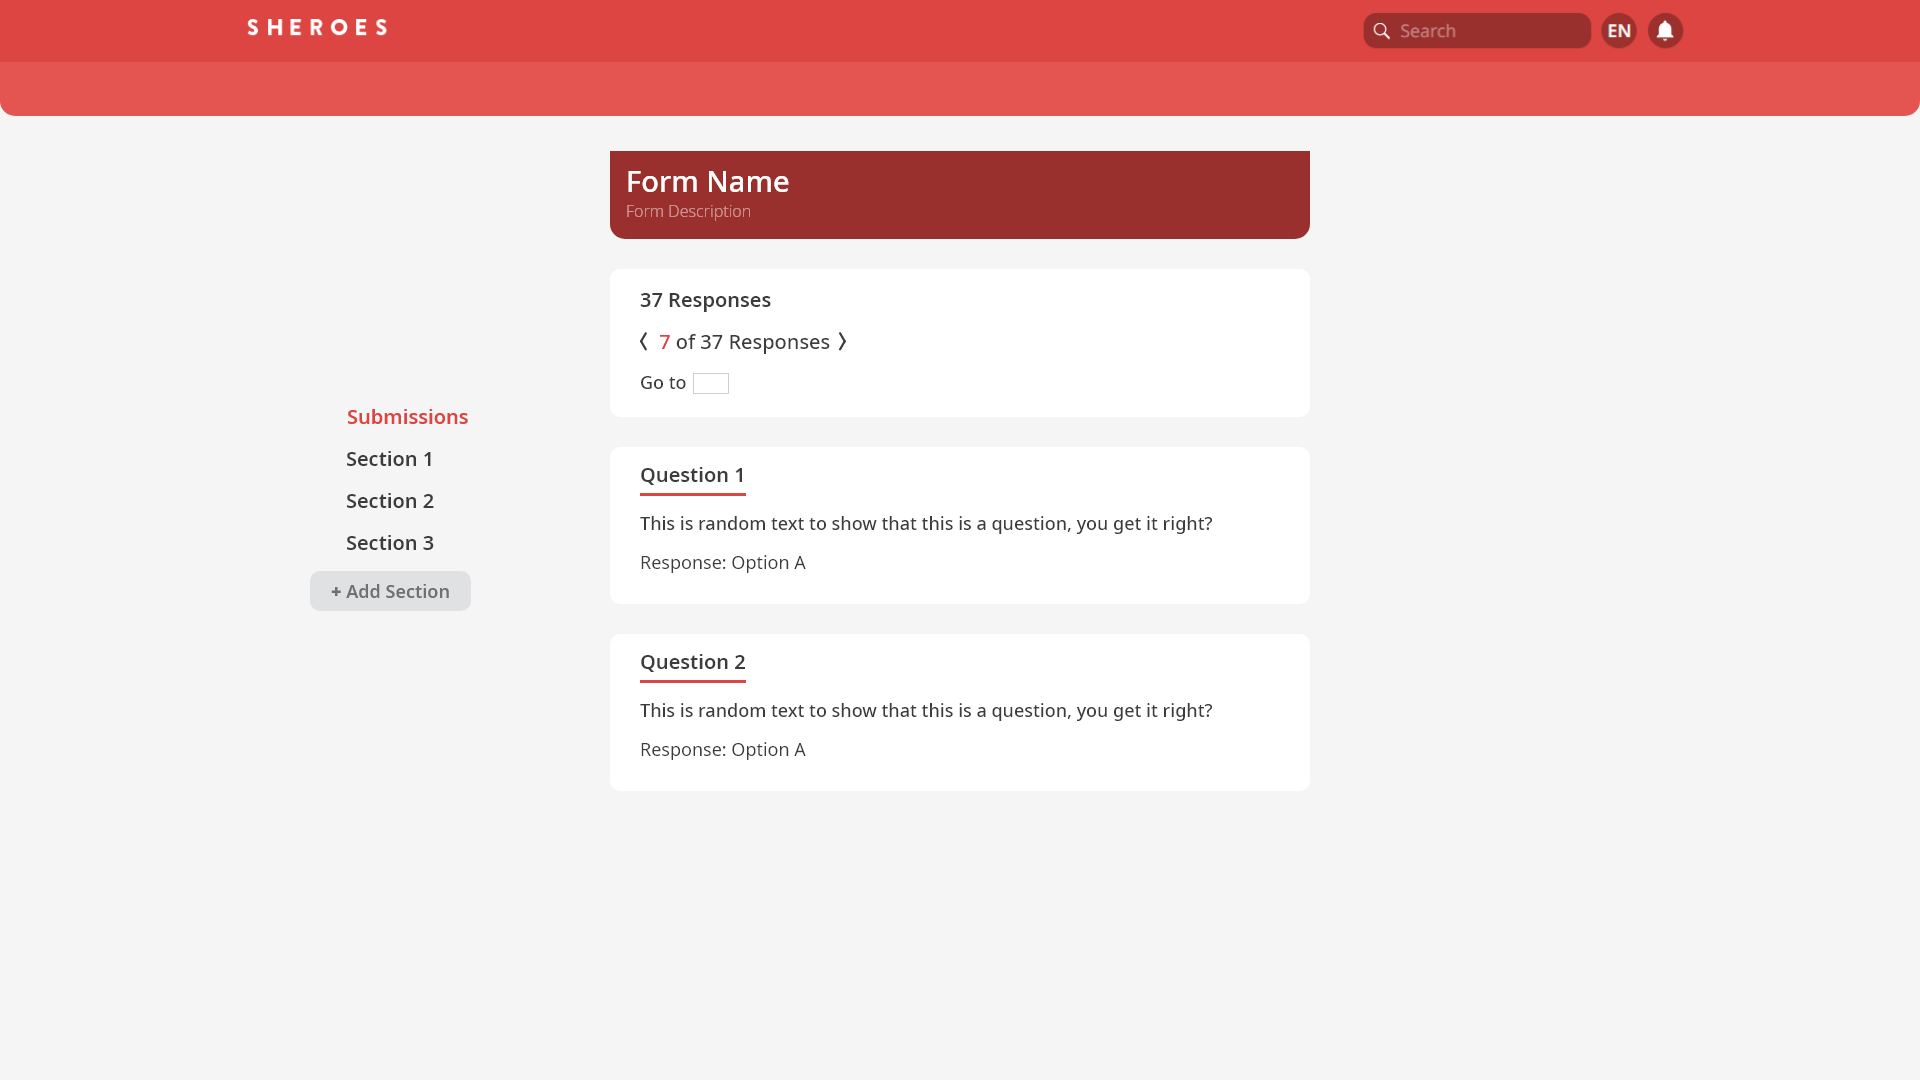 SHEROES
Search
EN
Form Name
Form Description
37 Responses
7 of 37 Responses
Go to
Submissions
Section 1
Section 2
Section 3
+ Add Section
Question 1
This is random text to show that this is a question, you get it right?
Response: Option A
Question 2
This is random text to show that this is a question, you get it right?
Response: Option A